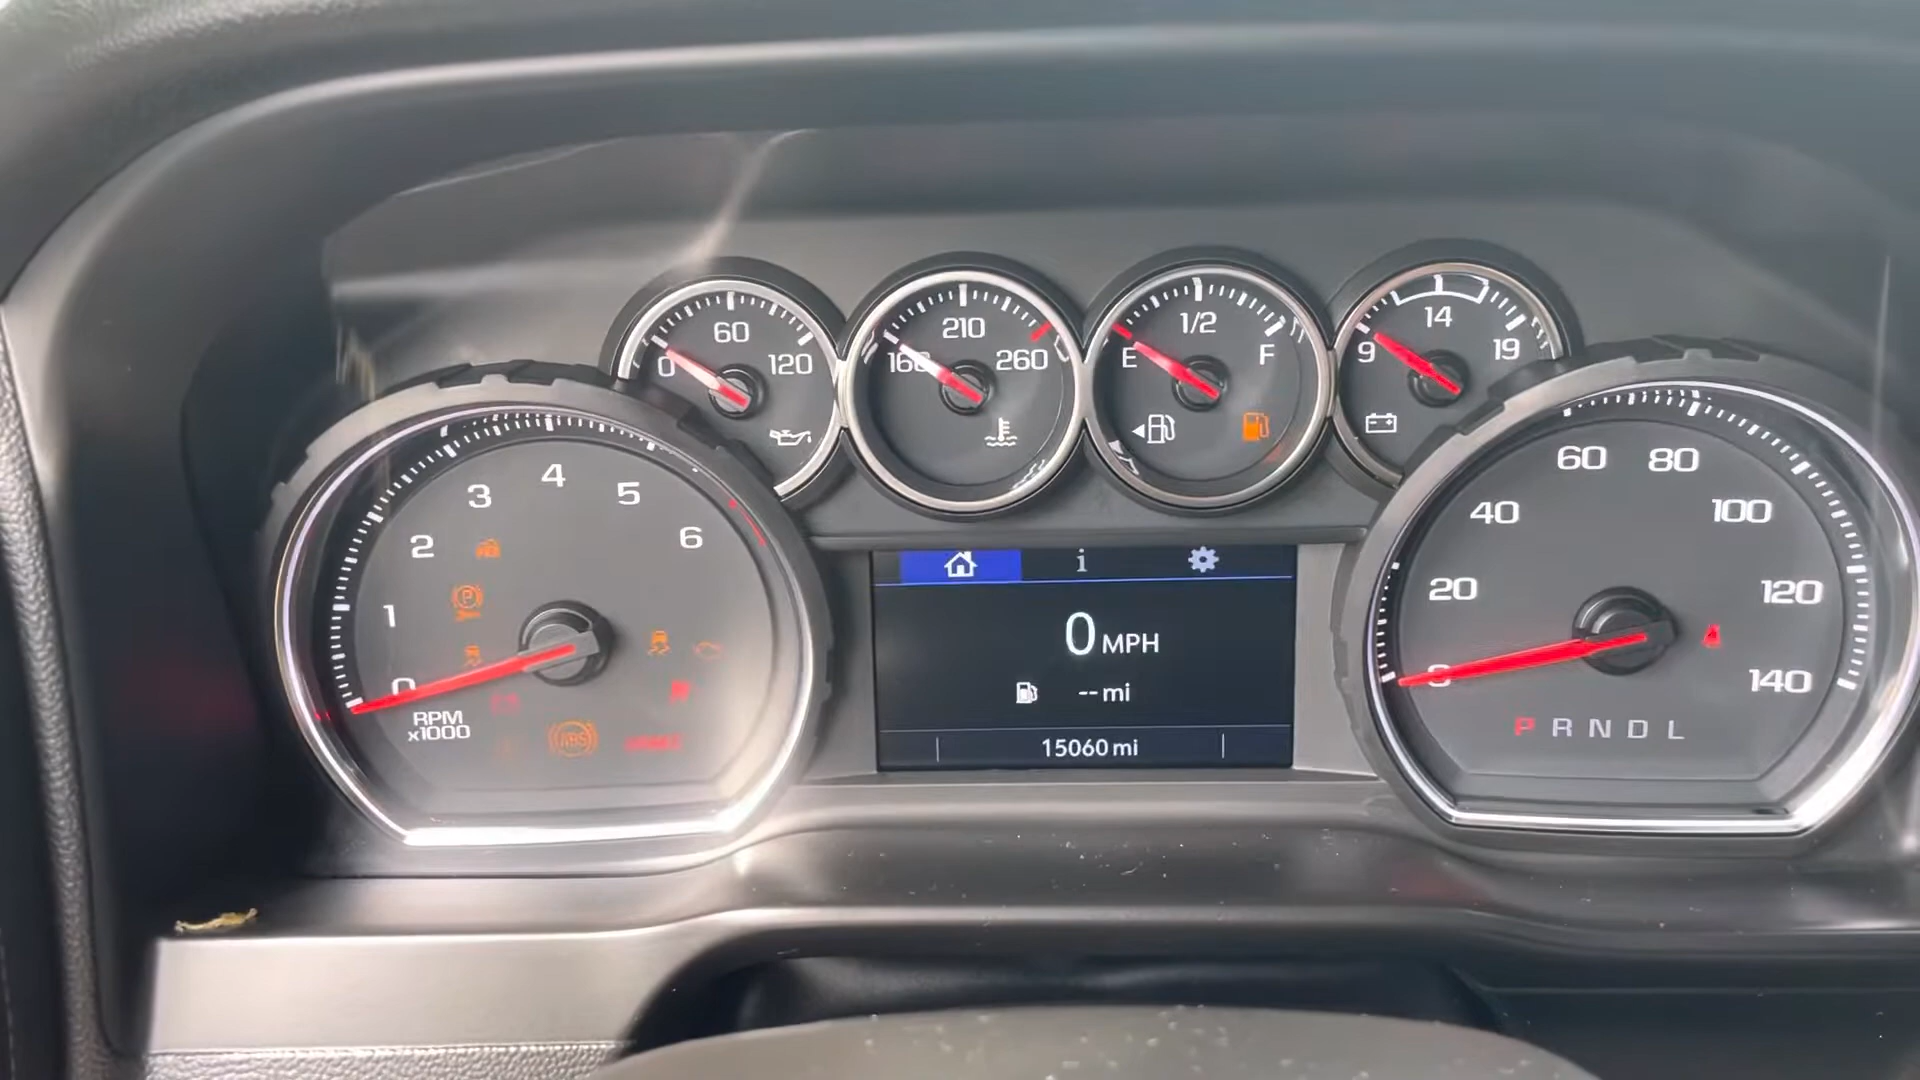 0 60 120
160 210 260
E 1/2 F
9 14 19
0 1 2 3 4 5 6
RPM
x1000
P
ABS
i
0 MPH
-- mi
15060 mi
20 40 60 80 100 120 140
P R N D L